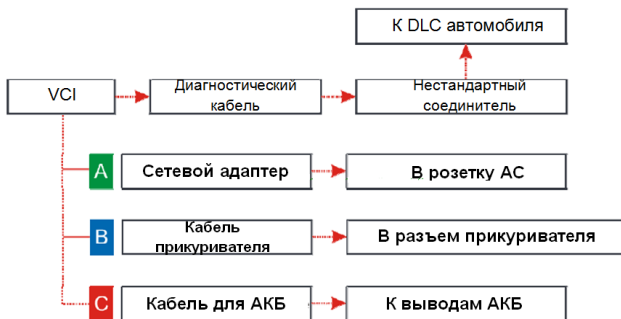 К DLC автомобиля
VCI
Диагностический
кабель
Нестандартный
соединитель
A
Сетевой адаптер
В розетку AC
B
Кабель
прикуривателя
В разъем прикуривателя
C
Кабель для АКБ
К выводам АКБ